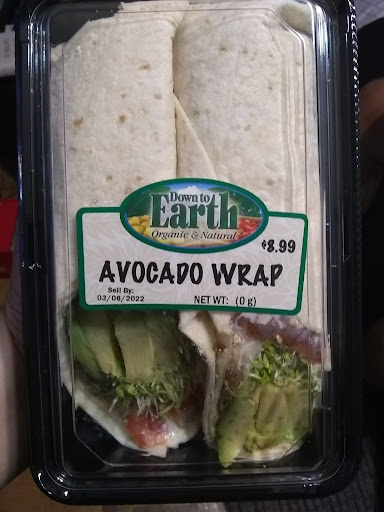 Down to
Earth
Organic & Natural
$8.99
AVOCADO WRAP
Sell By:
03/06/2022 NET WT: (0 g)